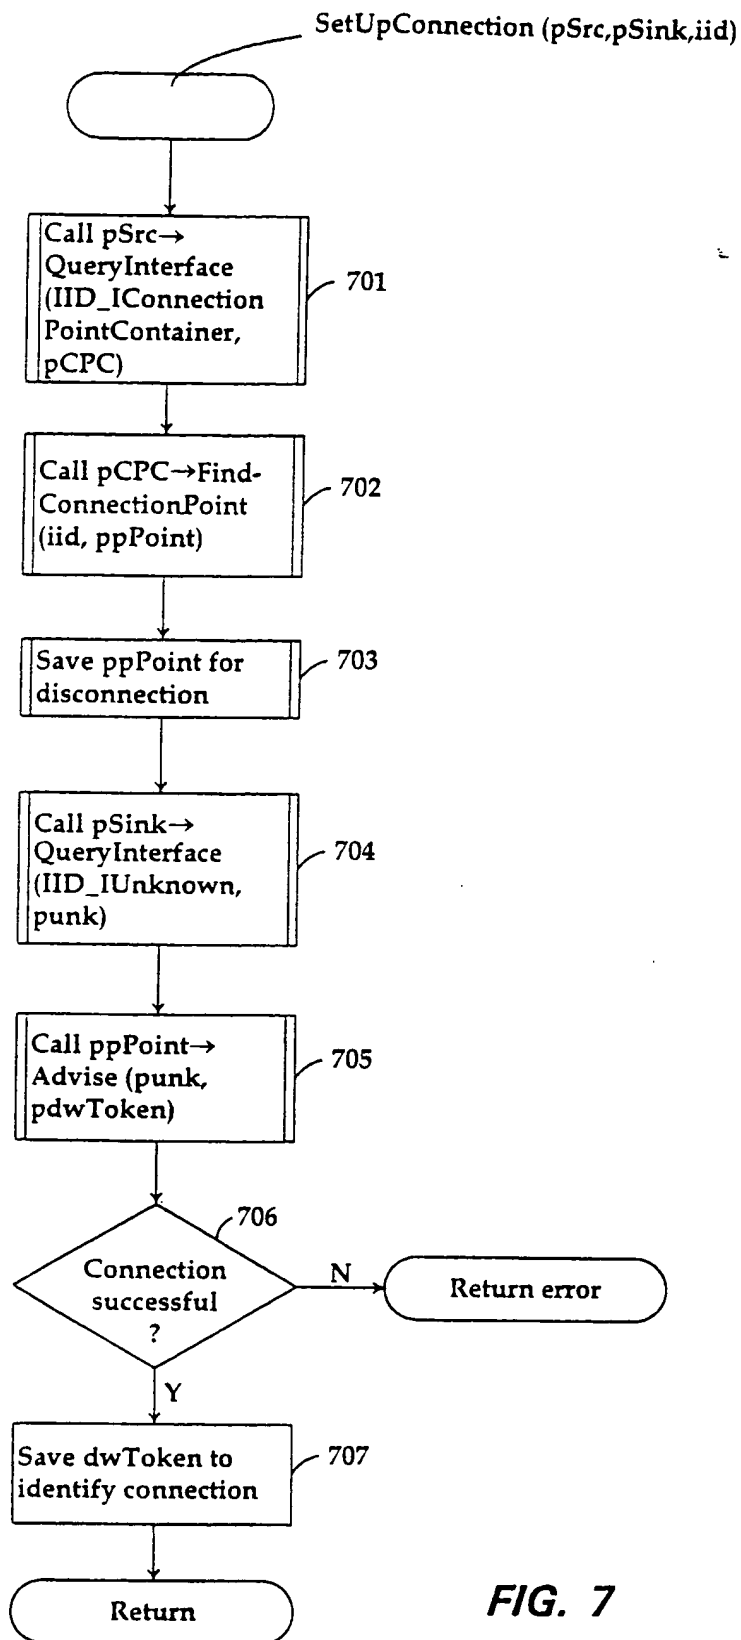 SetUpConnection (pSrc,pSink,iid)
Call pSrc→
QueryInterface
(IID_IConnection
PointContainer,
pCPC)
701
Call pCPC→Find-
ConnectionPoint
(iid, ppPoint)
702
Save ppPoint for
disconnection
703
Call pSink→
QueryInterface
(IID_IUnknown,
punk)
704
Call ppPoint→
Advise (punk,
pdwToken)
705
706
Connection
successful
?
N
Return error
Y
Save dwToken to
identify connection
707
Return
FIG. 7